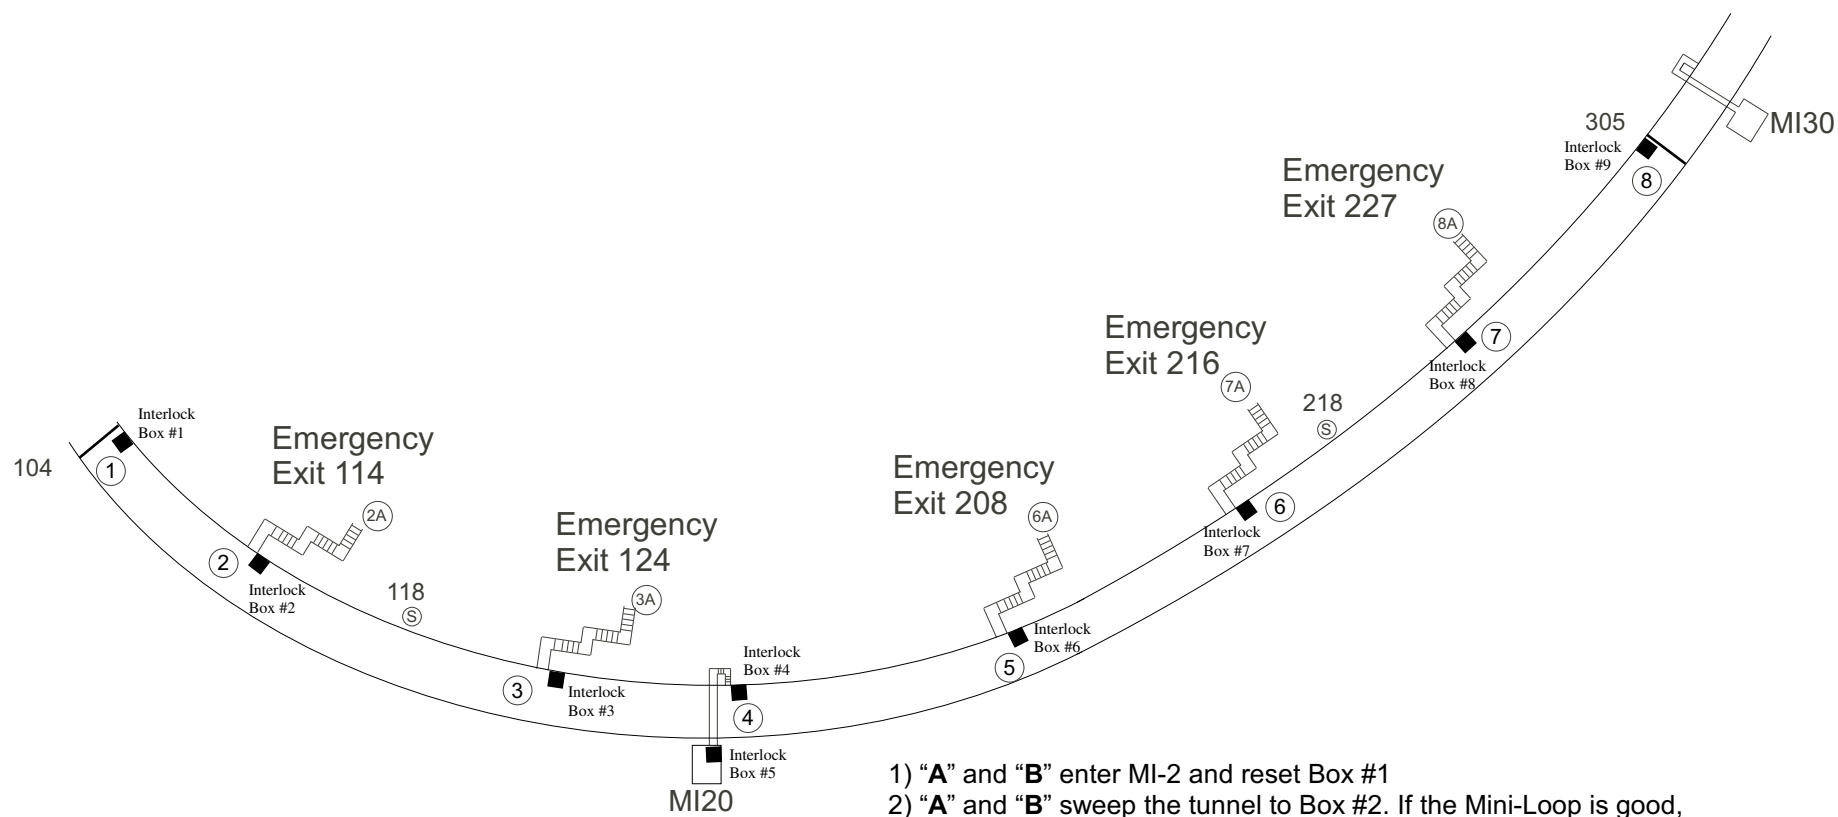 MI30
305
Interlock
Box #9
8
Emergency
Exit 227
8A
7
Interlock
Box #8
Emergency
Exit 216
7A
218
S
6
Interlock
Box #7
Interlock
Box #1
104
1
Emergency
Exit 114
2A
2
Interlock
Box #2
118
S
Emergency
Exit 124
3A
3
Interlock
Box #3
Interlock
Box #4
4
Interlock
Box #5
MI20
Emergency
Exit 208
6A
Interlock
Box #6
5
1) “A” and “B” enter MI-2 and reset Box #1
2) “A” and “B” sweep the tunnel to Box #2. If the Mini-Loop is good,